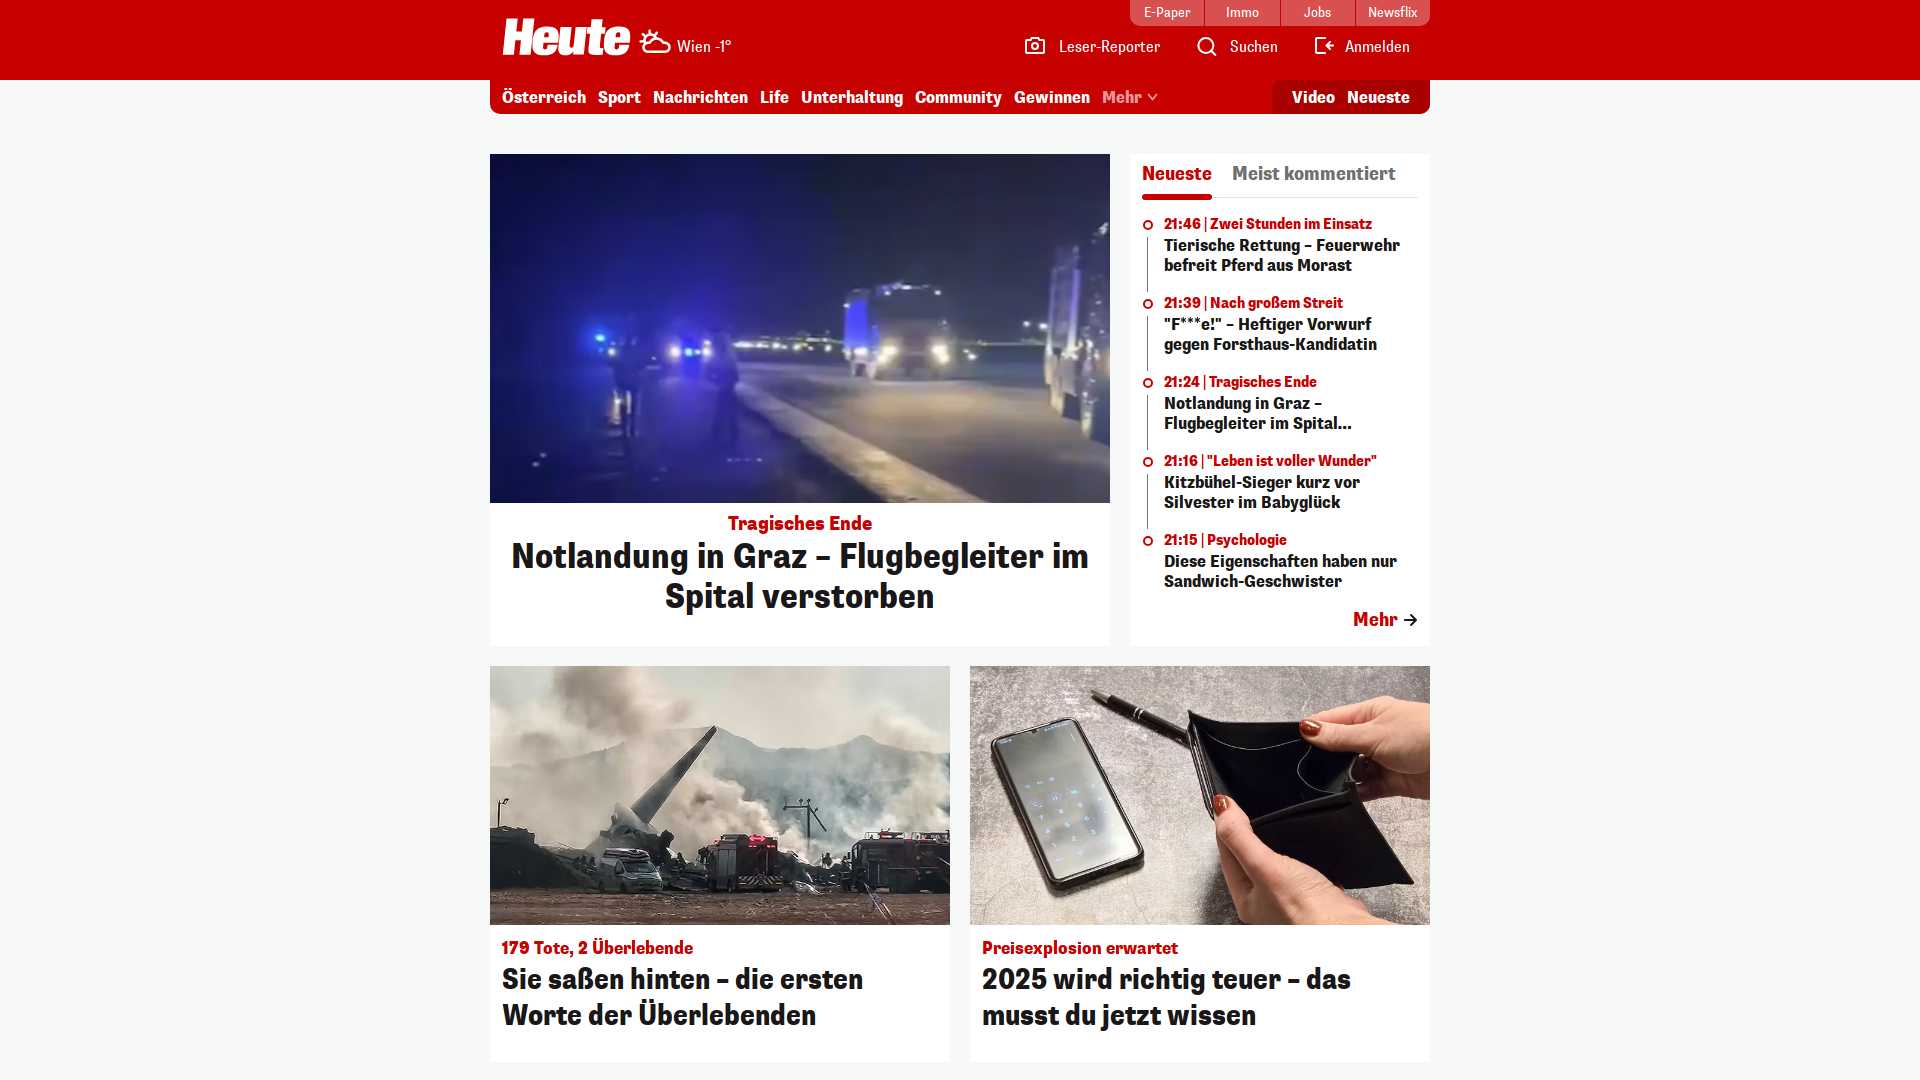 E-Paper
Immo
Jobs
Newsflix
Heute
Wien -1°
Leser-Reporter
Suchen
Anmelden
Österreich
Sport
Nachrichten
Life
Unterhaltung
Community
Gewinnen
Mehr
Video
Neueste
Tragisches Ende
Notlandung in Graz – Flugbegleiter im
Spital verstorben
Neueste
Meist kommentiert
21:46 | Zwei Stunden im Einsatz
Tierische Rettung – Feuerwehr
befreit Pferd aus Morast
21:39 | Nach großem Streit
"F***e!" – Heftiger Vorwurf
gegen Forsthaus-Kandidatin
21:24 | Tragisches Ende
Notlandung in Graz –
Flugbegleiter im Spital...
21:16 | "Leben ist voller Wunder"
Kitzbühel-Sieger kurz vor
Silvester im Babyglück
21:15 | Psychologie
Diese Eigenschaften haben nur
Sandwich-Geschwister
Mehr
179 Tote, 2 Überlebende
Sie saßen hinten – die ersten
Worte der Überlebenden
Preisexplosion erwartet
2025 wird richtig teuer – das
musst du jetzt wissen